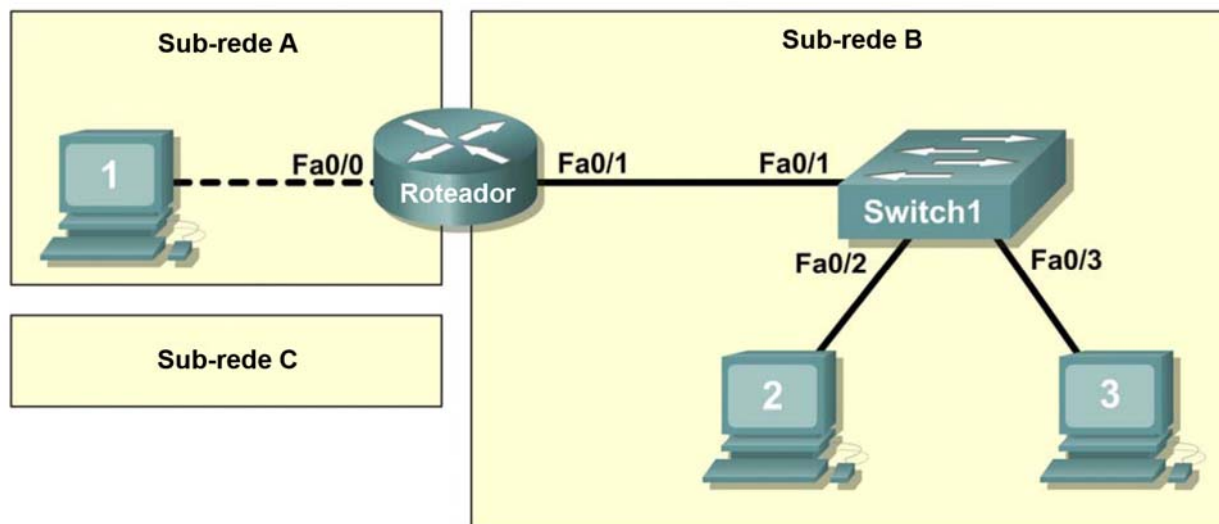 Sub-rede A
Sub-rede B
1
Fa0/0
Roteador
Fa0/1
Fa0/1
Switch1
Fa0/2
Fa0/3
Sub-rede C
2
3